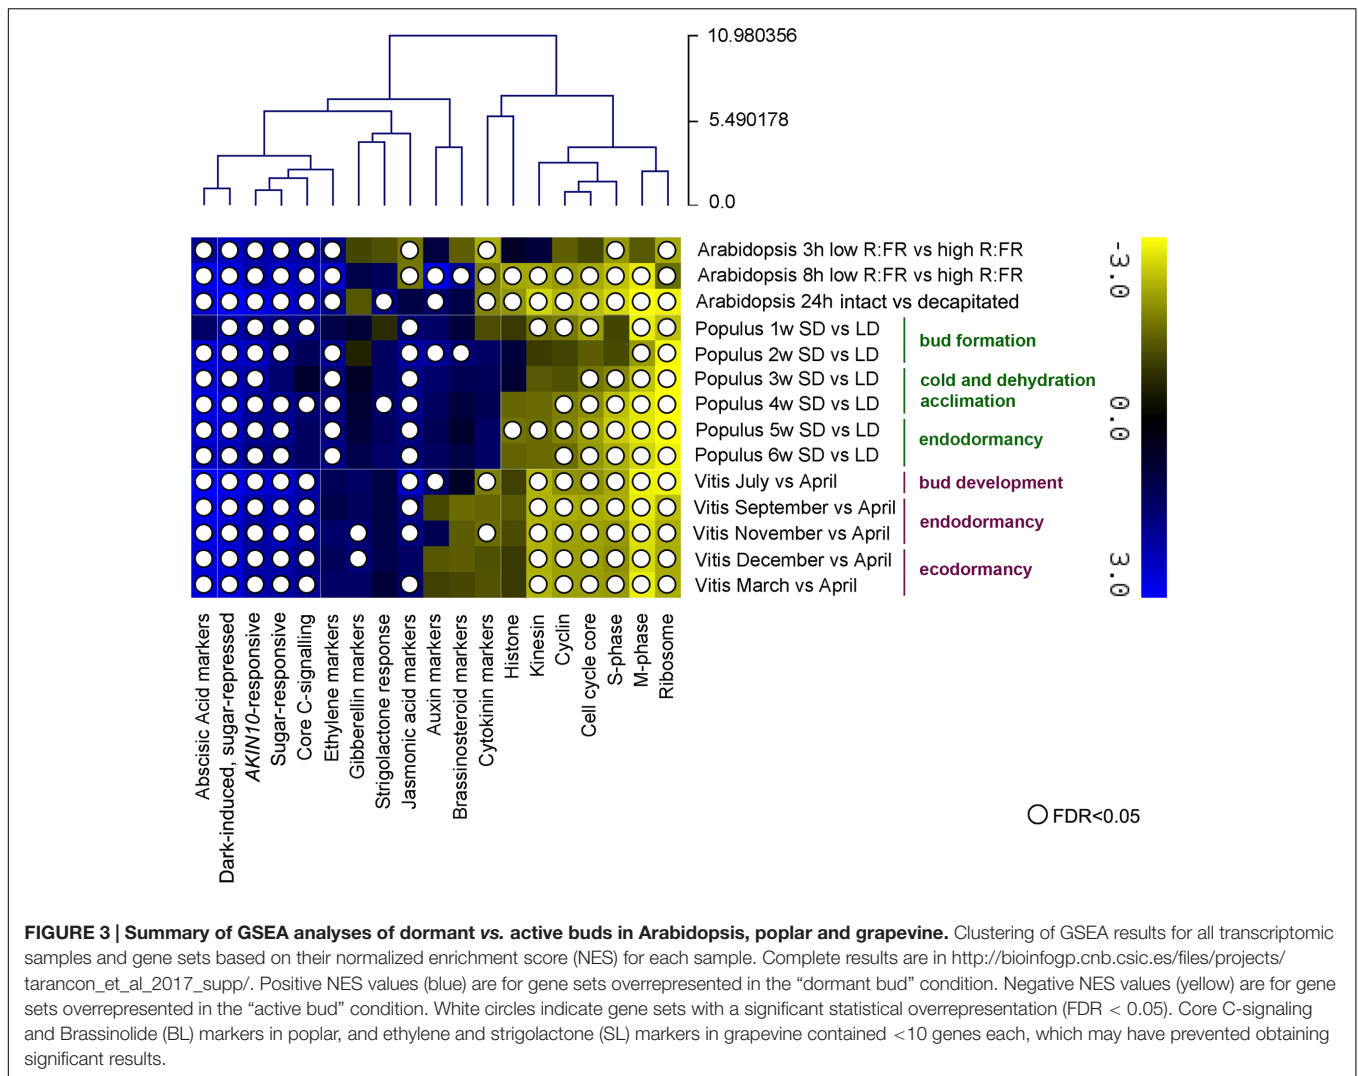 10.980356
5.490178
0.0
Arabidopsis 3h low R:FR vs high R:FR
Arabidopsis 8h low R:FR vs high R:FR
Arabidopsis 24h intact vs decapitated
Populus 1w SD vs LD
Populus 2w SD vs LD
Populus 3w SD vs LD
Populus 4w SD vs LD
Populus 5w SD vs LD
Populus 6w SD vs LD
Vitis July vs April
Vitis September vs April
Vitis November vs April
Vitis December vs April
Vitis March vs April
bud formation
cold and dehydration
acclimation
endodormancy
bud development
endodormancy
ecodormancy
-3.0
0.0
3.0
Abscisic Acid markers
Dark-induced, sugar-repressed
AKIN10-responsive
Sugar-responsive
Core C-signalling
Ethylene markers
Gibberellin markers
Strigolactone response
Jasmonic acid markers
Auxin markers
Brassinosteroid markers
Cytokinin markers
Histone
Kinesin
Cyclin
Cell cycle core
S-phase
M-phase
Ribosome
FDR<0.05
FIGURE 3 | Summary of GSEA analyses of dormant vs. active buds in Arabidopsis, poplar and grapevine. Clustering of GSEA results for all transcriptomic
samples and gene sets based on their normalized enrichment score (NES) for each sample. Complete results are in http://bioinfogp.cnb.csic.es/files/projects/
tarancon_et_al_2017_supp/. Positive NES values (blue) are for gene sets overrepresented in the “dormant bud” condition. Negative NES values (yellow) are for gene
sets overrepresented in the “active bud” condition. White circles indicate gene sets with a significant statistical overrepresentation (FDR < 0.05). Core C-signaling
and Brassinolide (BL) markers in poplar, and ethylene and strigolactone (SL) markers in grapevine contained <10 genes each, which may have prevented obtaining
significant results.